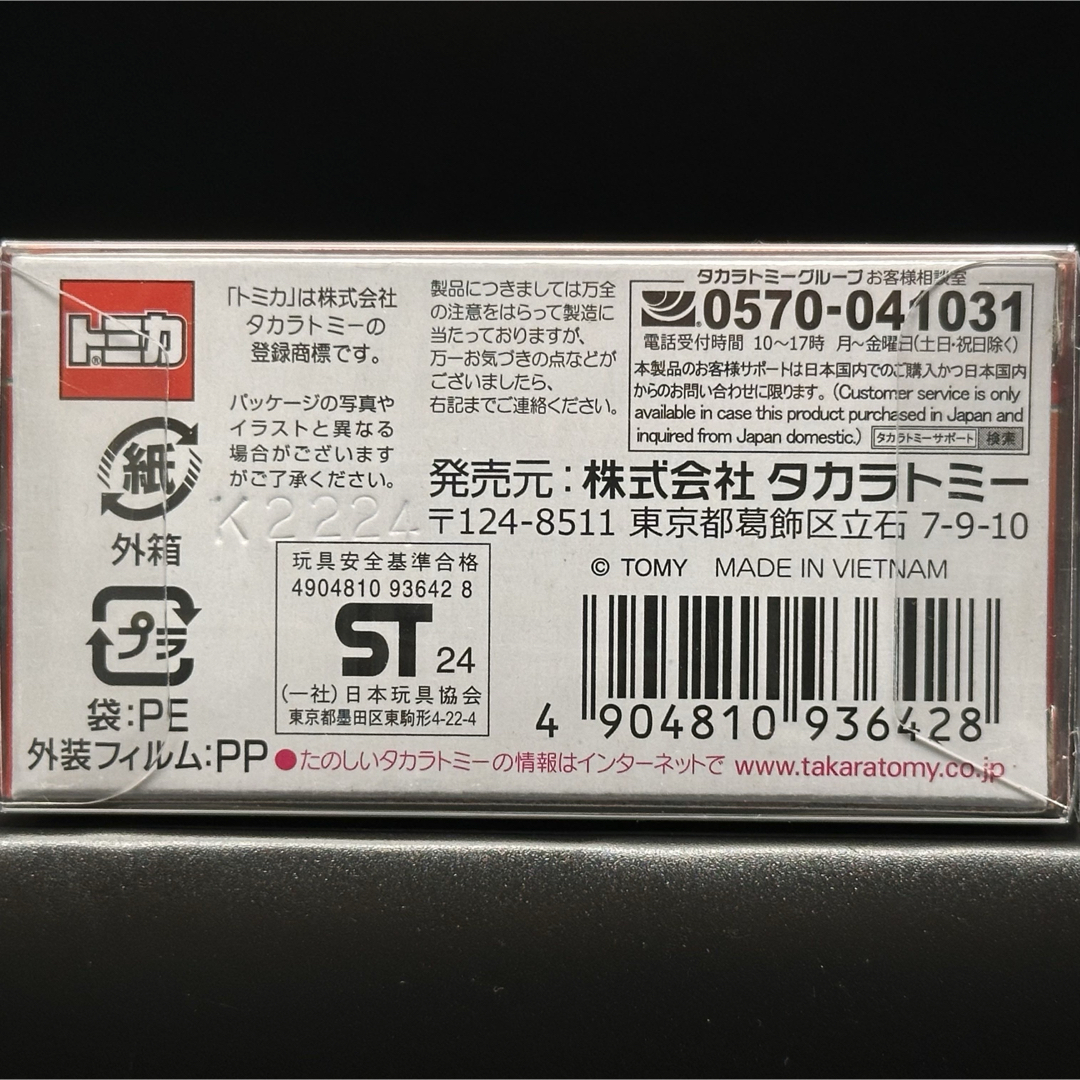 トミカ®
「トミカ」は株式会社
タカラトミーの
登録商標です。
パッケージの写真や
イラストと異なる
場合がございます
がご了承ください。
製品につきましては万全
の注意をはらって製造に
当たっておりますが、
万一お気づきの点などが
ございましたら、
右記までご連絡ください。
タカラトミーグループ お客様相談室
0570-041031
電話受付時間 10〜17時 月〜金曜日(土日・祝日除く)
本製品のお客様サポートは日本国内でのご購入かつ日本国内
からのお問い合わせに限ります。(Customer service is only
available in case this product purchased in Japan and
inquired from Japan domestic.) タカラトミーサポート 検索
発売元：株式会社 タカラトミー
〒124-8511 東京都葛飾区立石 7-9-10
© TOMY MADE IN VIETNAM
K2224
紙
外箱
プラ
袋：PE
外装フィルム：PP
玩具安全基準合格
4904810 93642 8
ST 24
(一社)日本玩具協会
東京都墨田区東駒形4-22-4
4 904810 936428
●たのしいタカラトミーの情報はインターネットで www.takaratomy.co.jp